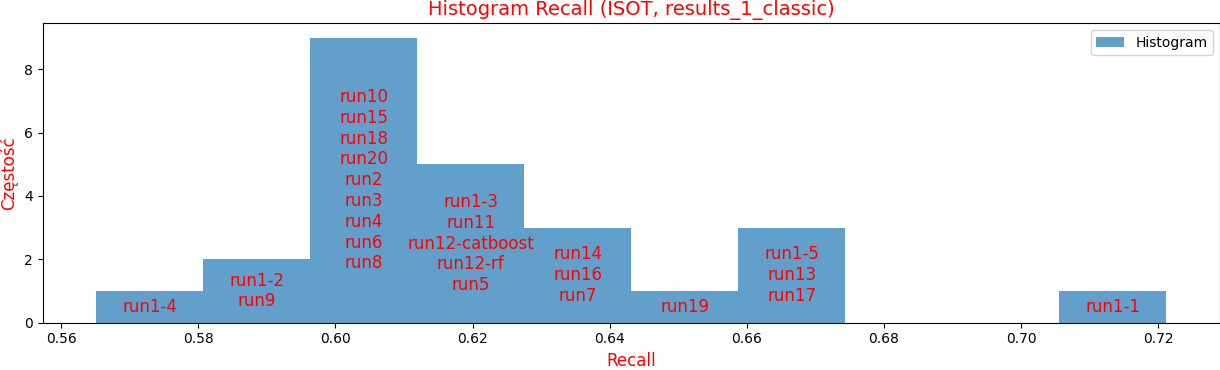 Histogram Recall (ISOT, results_1_classic)
Histogram
Częstość
8
6
4
2
0
run1-4
run1-2
run9
run10
run15
run18
run20
run2
run3
run4
run6
run8
run1-3
run11
run12-catboost
run12-rf
run5
run14
run16
run7
run19
run1-5
run13
run17
run1-1
0.56 0.58 0.60 0.62 0.64 0.66 0.68 0.70 0.72
Recall